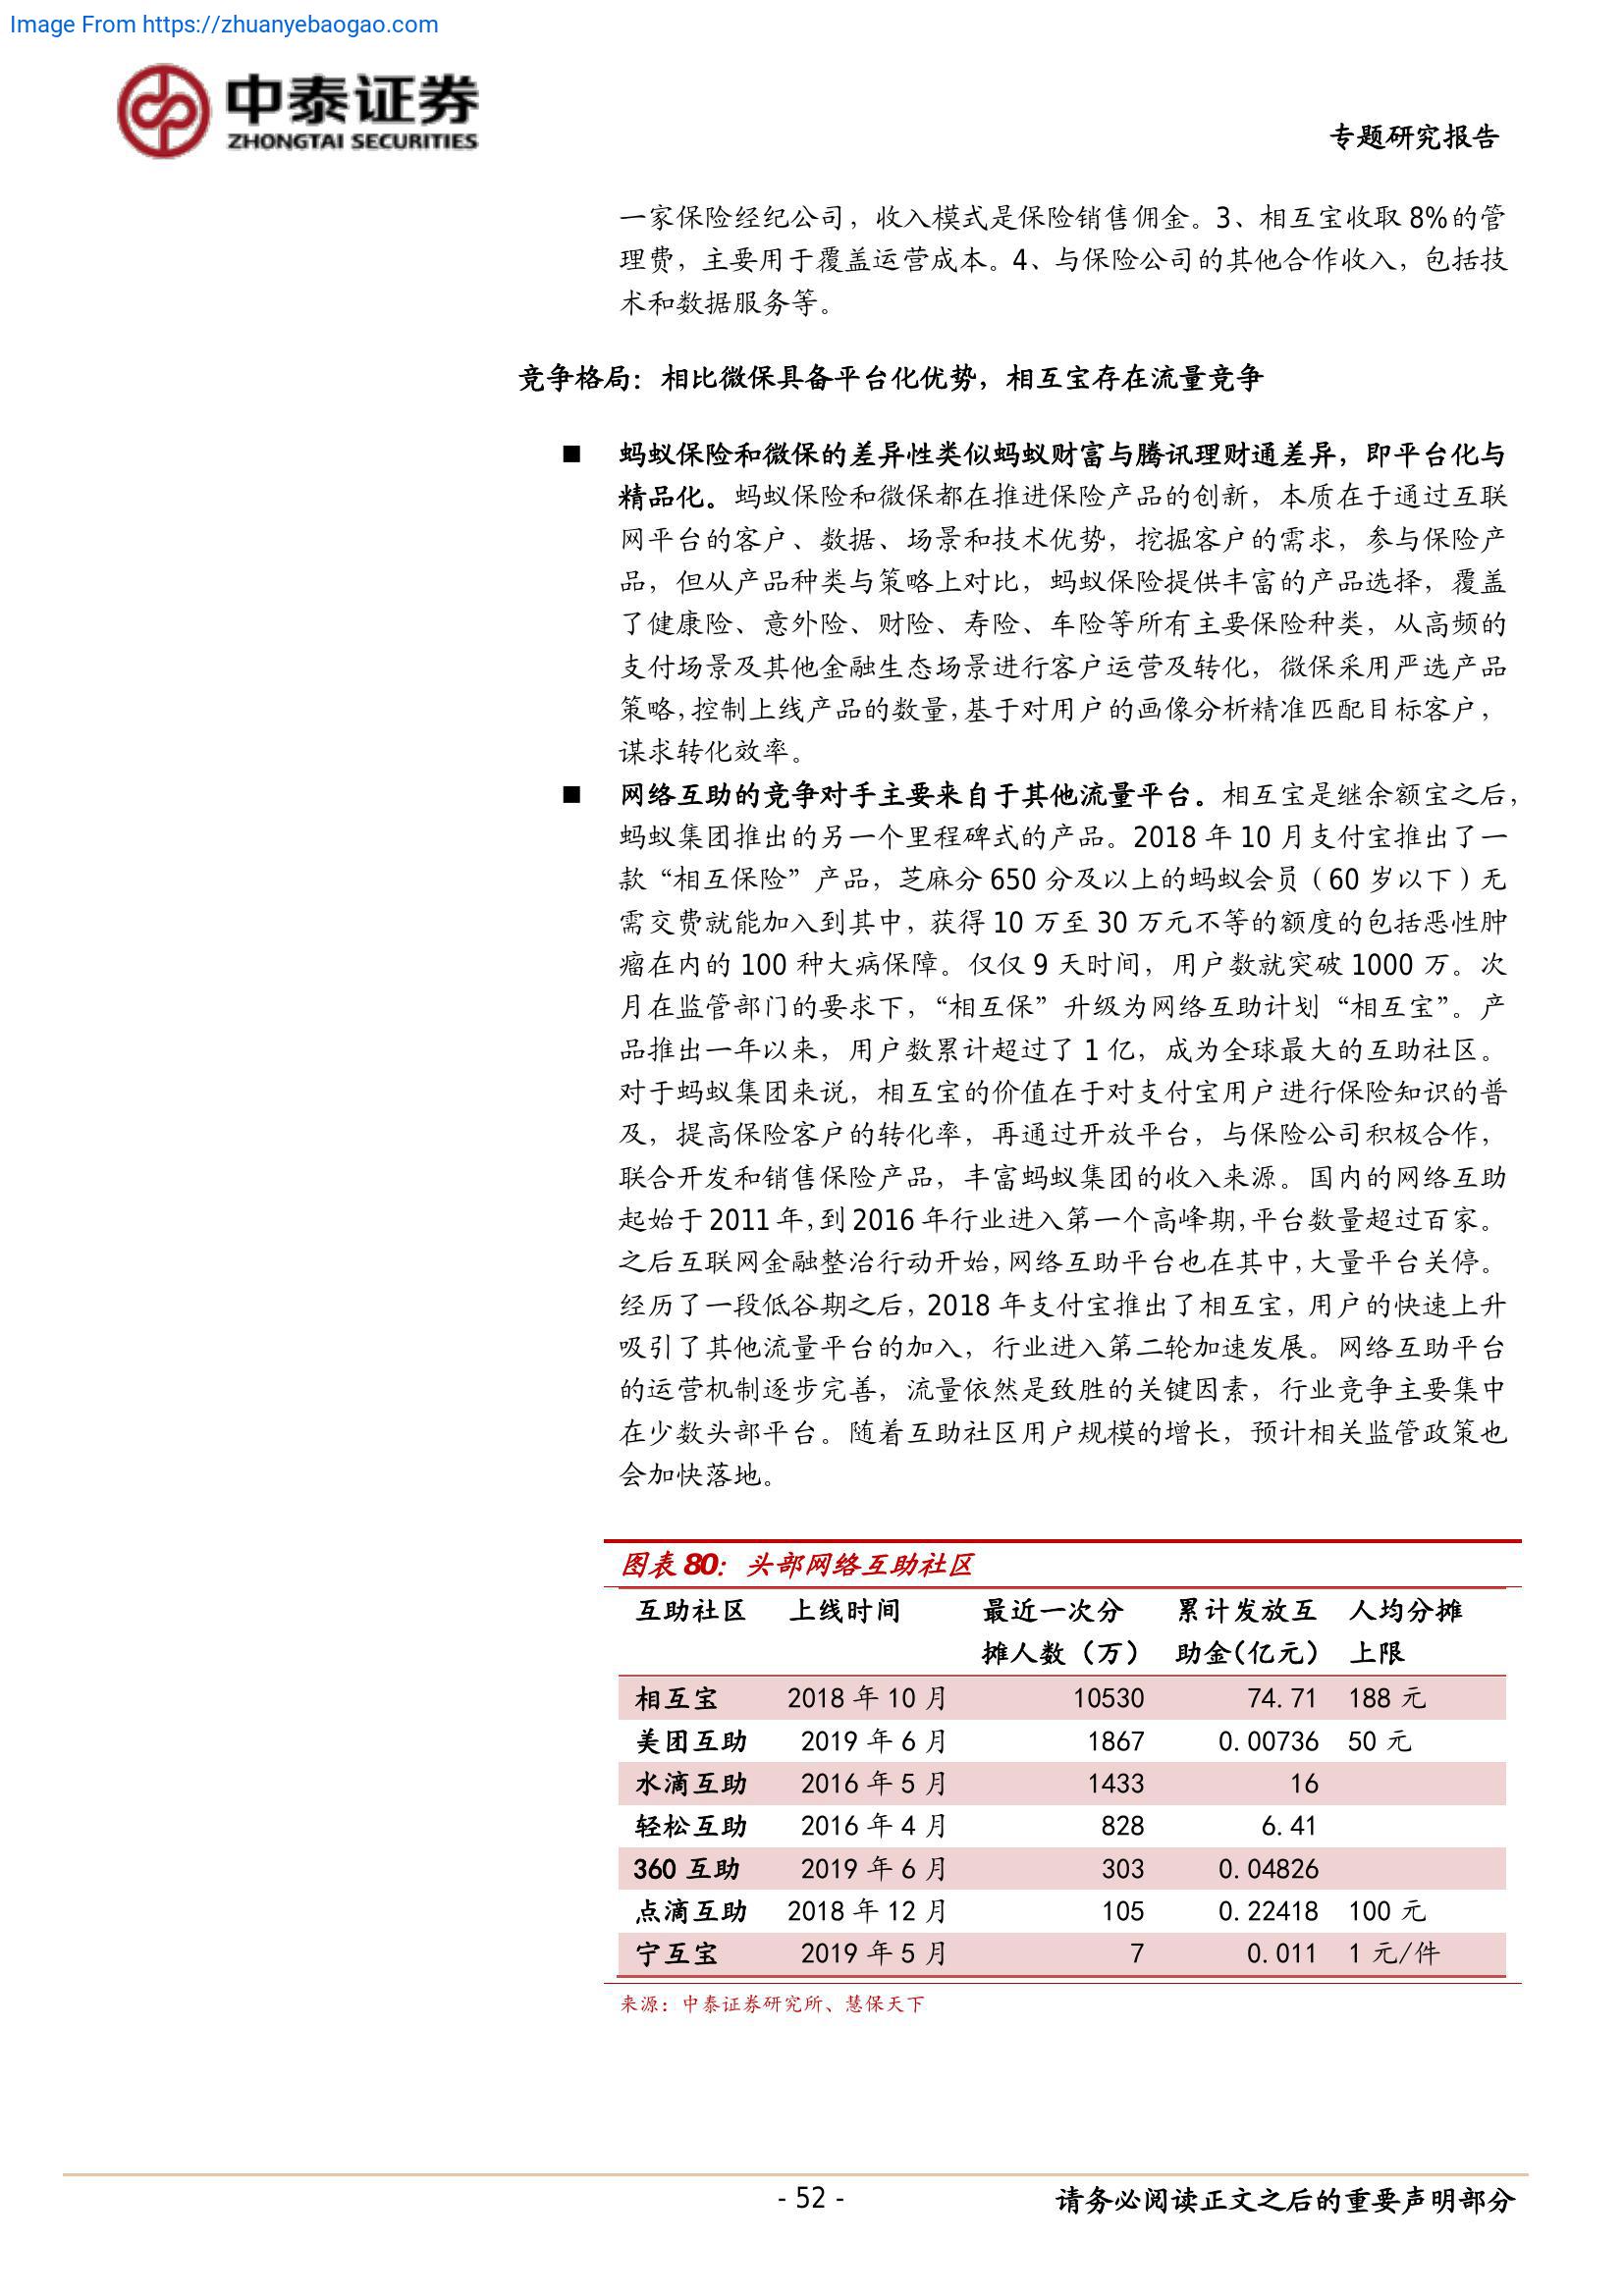 Image From https://zhuanyebaogao.com
中泰证券
ZHONGTAI SECURITIES
专题研究报告
一家保险经纪公司，收入模式是保险销售佣金。3、相互宝收取 8%的管
理费，主要用于覆盖运营成本。4、与保险公司的其他合作收入，包括技
术和数据服务等。
竞争格局：相比微保具备平台化优势，相互宝存在流量竞争
■ 蚂蚁保险和微保的差异性类似蚂蚁财富与腾讯理财通差异，即平台化与
精品化。蚂蚁保险和微保都在推进保险产品的创新，本质在于通过互联
网平台的客户、数据、场景和技术优势，挖掘客户的需求，参与保险产
品，但从产品种类与策略上对比，蚂蚁保险提供丰富的产品选择，覆盖
了健康险、意外险、财险、寿险、车险等所有主要保险种类，从高频的
支付场景及其他金融生态场景进行客户运营及转化，微保采用严选产品
策略，控制上线产品的数量，基于对用户的画像分析精准匹配目标客户，
谋求转化效率。
■ 网络互助的竞争对手主要来自于其他流量平台。相互宝是继余额宝之后，
蚂蚁集团推出的另一个里程碑式的产品。2018 年 10 月支付宝推出了一
款“相互保险”产品，芝麻分 650 分及以上的蚂蚁会员（60 岁以下）无
需交费就能加入到其中，获得 10 万至 30 万元不等的额度的包括恶性肿
瘤在内的 100 种大病保障。仅仅 9 天时间，用户数就突破 1000 万。次
月在监管部门的要求下，“相互保”升级为网络互助计划“相互宝”。产
品推出一年以来，用户数累计超过了 1 亿，成为全球最大的互助社区。
对于蚂蚁集团来说，相互宝的价值在于对支付宝用户进行保险知识的普
及，提高保险客户的转化率，再通过开放平台，与保险公司积极合作，
联合开发和销售保险产品，丰富蚂蚁集团的收入来源。国内的网络互助
起始于 2011 年，到 2016 年行业进入第一个高峰期，平台数量超过百家。
之后互联网金融整治行动开始，网络互助平台也在其中，大量平台关停。
经历了一段低谷期之后，2018 年支付宝推出了相互宝，用户的快速上升
吸引了其他流量平台的加入，行业进入第二轮加速发展。网络互助平台
的运营机制逐步完善，流量依然是致胜的关键因素，行业竞争主要集中
在少数头部平台。随着互助社区用户规模的增长，预计相关监管政策也
会加快落地。
图表 80：头部网络互助社区
互助社区 上线时间 最近一次分 累计发放互 人均分摊
摊人数（万） 助金(亿元) 上限
相互宝 2018 年 10 月 10530 74.71 188 元
美团互助 2019 年 6 月 1867 0.00736 50 元
水滴互助 2016 年 5 月 1433 16
轻松互助 2016 年 4 月 828 6.41
360 互助 2019 年 6 月 303 0.04826
点滴互助 2018 年 12 月 105 0.22418 100 元
宁互宝 2019 年 5 月 7 0.011 1 元/件
来源：中泰证券研究所、慧保天下
- 52 -
请务必阅读正文之后的重要声明部分